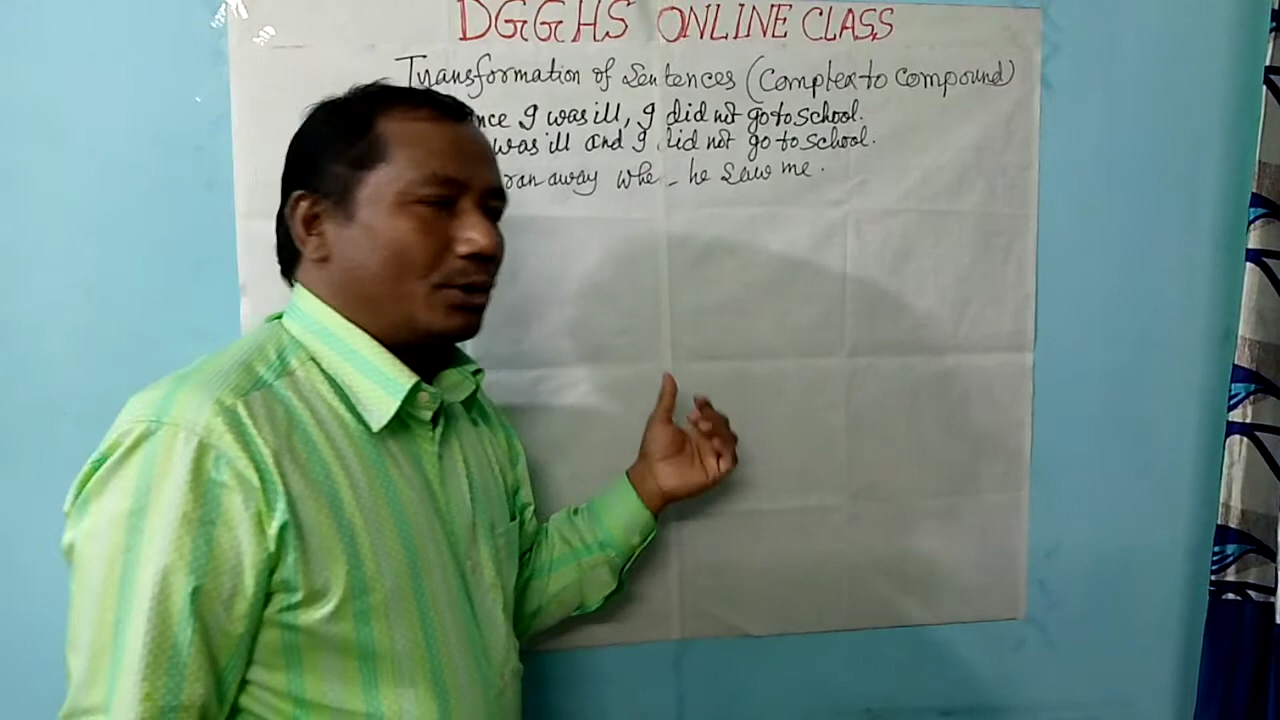 DGGHS ONLINE CLASS
Transformation of Sentences (Complex to Compound)
nce I was ill, I did not go to school.
was ill and I did not go to school.
ran away whe he saw me.